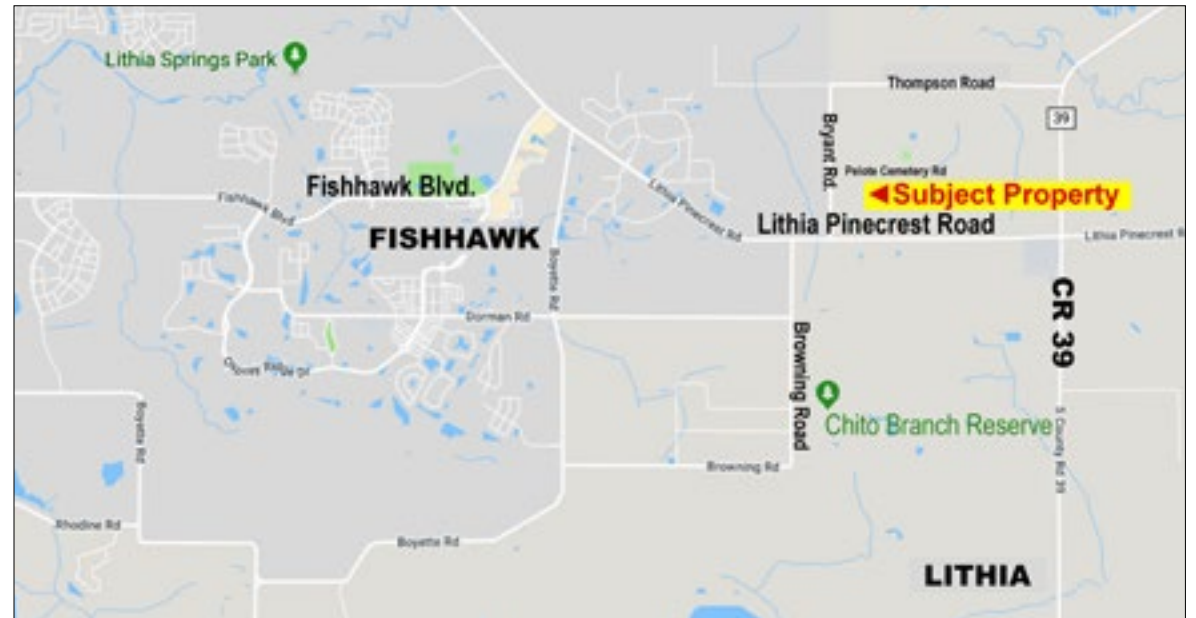 Lithia Springs Park
Thompson Road
39
Bryant Rd.
Pelote Cemetery Rd
Subject Property
Fishhawk Blvd.
Fishhawk Blvd
Lithia Pinecrest Rd
Lithia Pinecrest Road
Lithia Pinecrest R
FISHHAWK
Boyette Rd
CR 39
Dorman Rd
Browning Road
Chito Branch Reserve
Boyette Rd
S County Rd 39
Browning Rd
Rhodine Rd
Boyette Rd
LITHIA